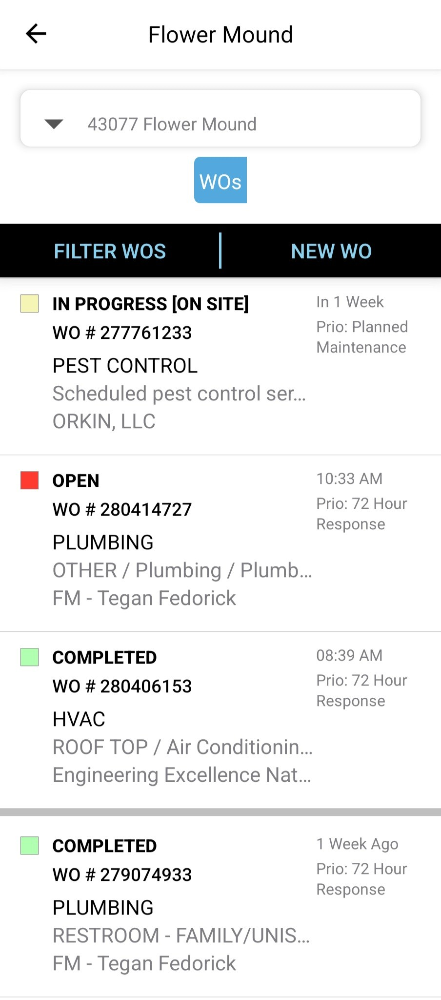 Flower Mound
43077 Flower Mound
WOs
FILTER WOS
NEW WO
IN PROGRESS [ON SITE]
In 1 Week
WO # 277761233
Prio: Planned
Maintenance
PEST CONTROL
Scheduled pest control ser...
ORKIN, LLC
OPEN
10:33 AM
WO # 280414727
Prio: 72 Hour
Response
PLUMBING
OTHER / Plumbing / Plumb...
FM - Tegan Fedorick
COMPLETED
08:39 AM
WO # 280406153
Prio: 72 Hour
Response
HVAC
ROOF TOP / Air Conditionin...
Engineering Excellence Nat...
COMPLETED
1 Week Ago
WO # 279074933
Prio: 72 Hour
Response
PLUMBING
RESTROOM - FAMILY/UNIS...
FM - Tegan Fedorick